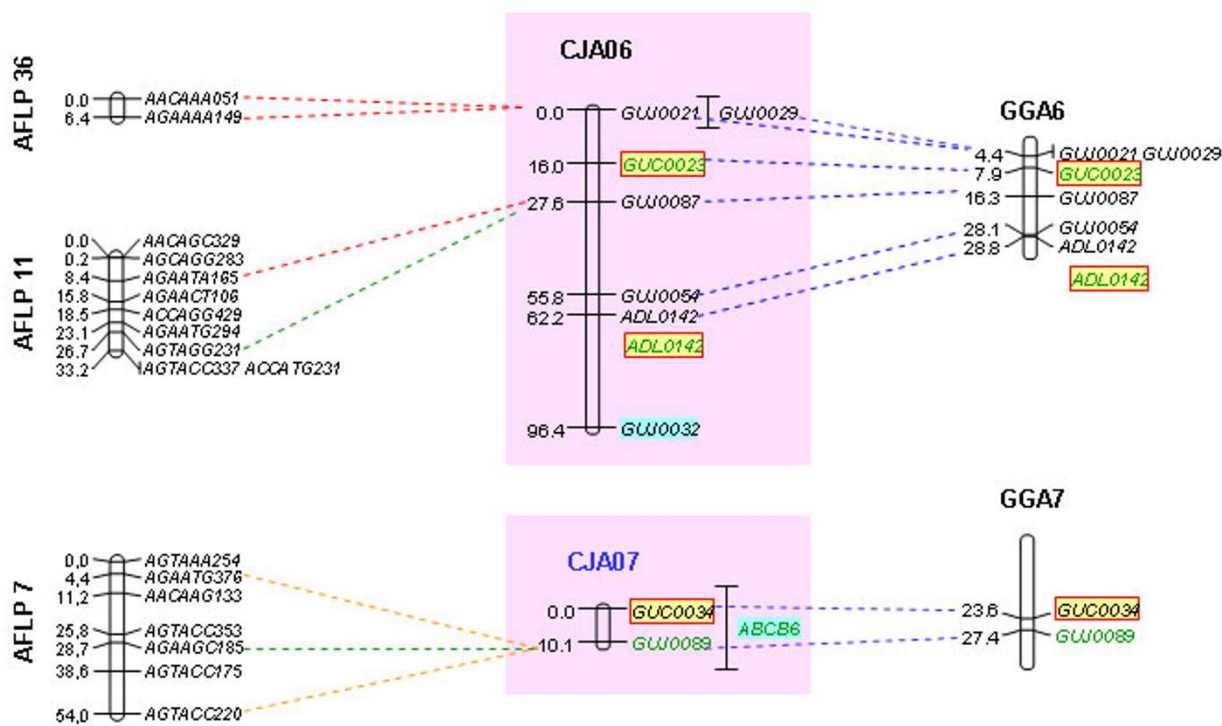 AFLP 36
0.0 AACAAA051
6.4 AGAAAA149
AFLP 11
0.0 AACAGC329
0.2 AGCAGG283
8.4 AGAATA165
15.8 AGAACT106
18.5 ACCAGG429
23.1 AGAATG294
26.7 AGTAGG231
33.2 AGTACC337 ACCATG231
CJA06
0.0 GUJ0021 GUJ0029
16.0 GUC0023
27.6 GUJ0087
55.8 GUJ0054
62.2 ADL0142
ADL0142
96.4 GUJ0032
GGA6
4.4 GUJ0021 GUJ0029
7.9 GUC0023
16.3 GUJ0087
28.1 GUJ0054
28.8 ADL0142
ADL0142
AFLP 7
0,0 AGTAAA254
4,4 AGAATG376
11,2 AACAAG133
25,8 AGTACC353
28,7 AGAAGC185
38,6 AGTACC175
54,0 AGTACC220
CJA07
0.0 GUC0034
ABCB6
10.1 GUJ0089
GGA7
23.6 GUC0034
27.4 GUJ0089